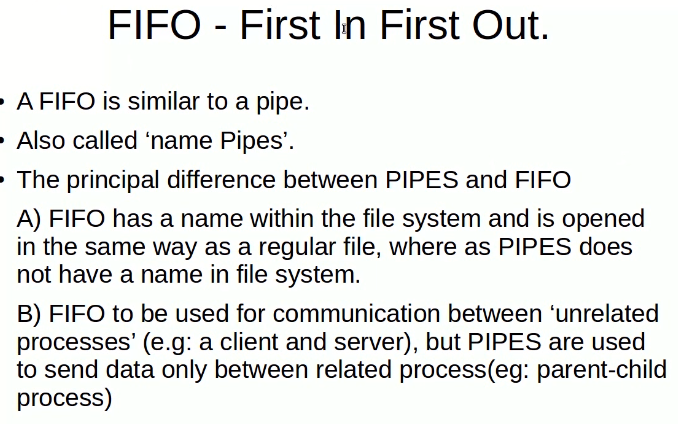 FIFO - First In First Out.
• A FIFO is similar to a pipe.
• Also called ‘name Pipes’.
• The principal difference between PIPES and FIFO
A) FIFO has a name within the file system and is opened
in the same way as a regular file, where as PIPES does
not have a name in file system.
B) FIFO to be used for communication between ‘unrelated
processes’ (e.g: a client and server), but PIPES are used
to send data only between related process(eg: parent-child
process)